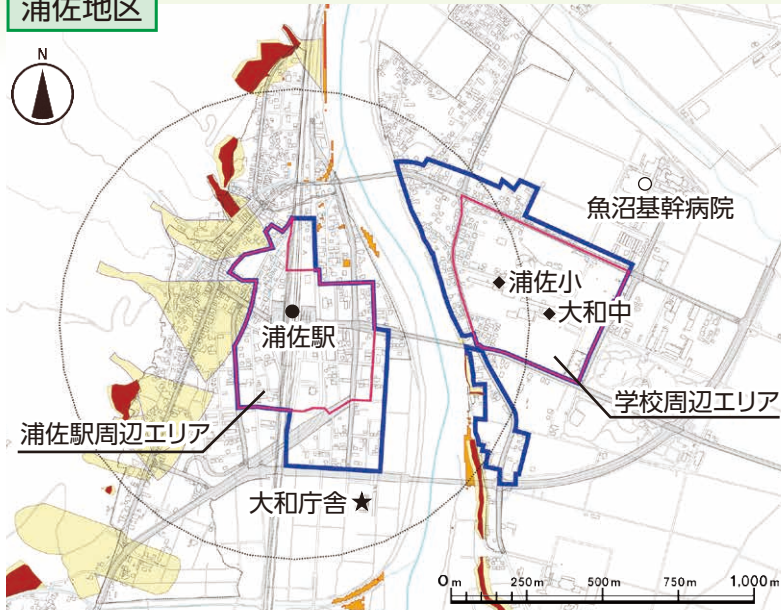 浦佐地区
N
魚沼基幹病院
浦佐小
大和中
浦佐駅
学校周辺エリア
浦佐駅周辺エリア
大和庁舎
0m 250m 500m 750m 1,000m